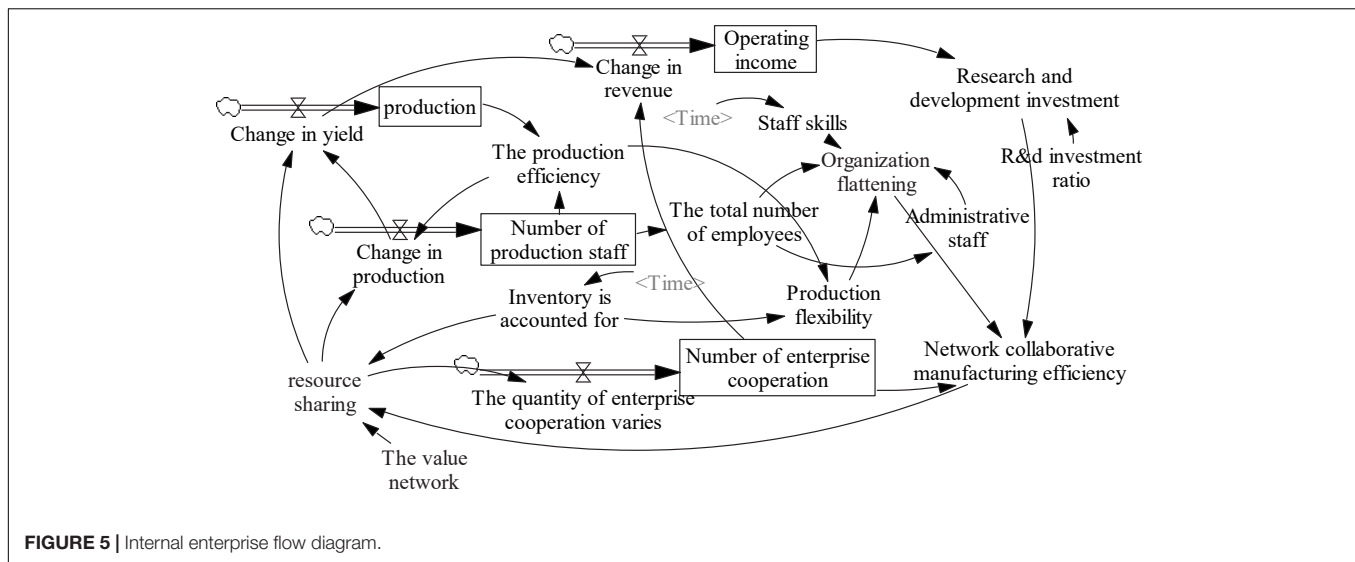 Operating
income
Change in
revenue
Research and
development investment
production
<Time>
Staff skills
Change in yield
The production
efficiency
Organization
flattening
R&d investment
ratio
The total number
of employees
Administrative
staff
Number of
production staff
Change in
production
<Time>
Inventory is
accounted for
Production
flexibility
Number of enterprise
cooperation
Network collaborative
manufacturing efficiency
resource
sharing
The quantity of enterprise
cooperation varies
The value
network
FIGURE 5 | Internal enterprise flow diagram.